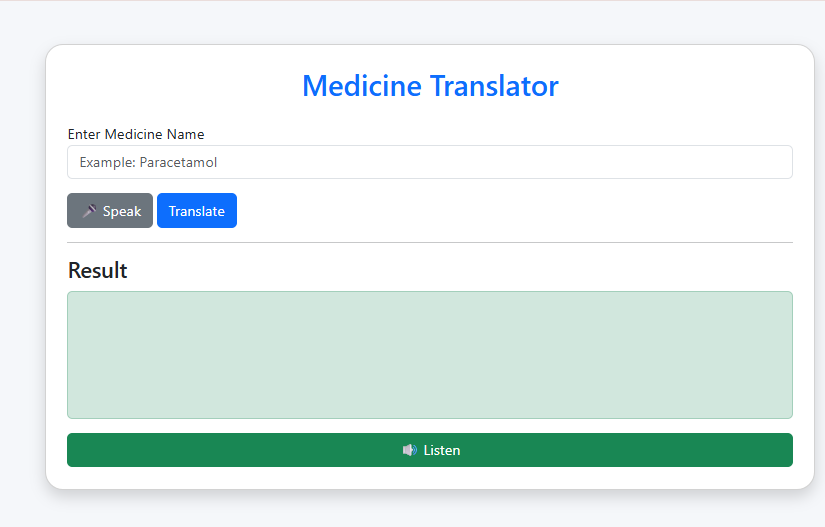 Medicine Translator
Enter Medicine Name
Example: Paracetamol
🎤 Speak Translate
Result
🔊 Listen